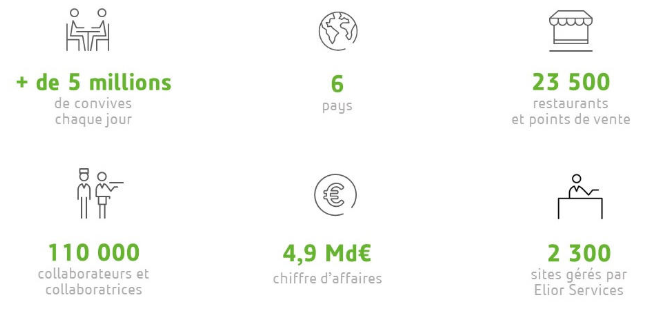 + de 5 millions
de convives
chaque jour
6
pays
23 500
restaurants
et points de vente
110 000
collaborateurs et
collaboratrices
4,9 Md€
chiffre d'affaires
2 300
sites gérés par
Elior Services